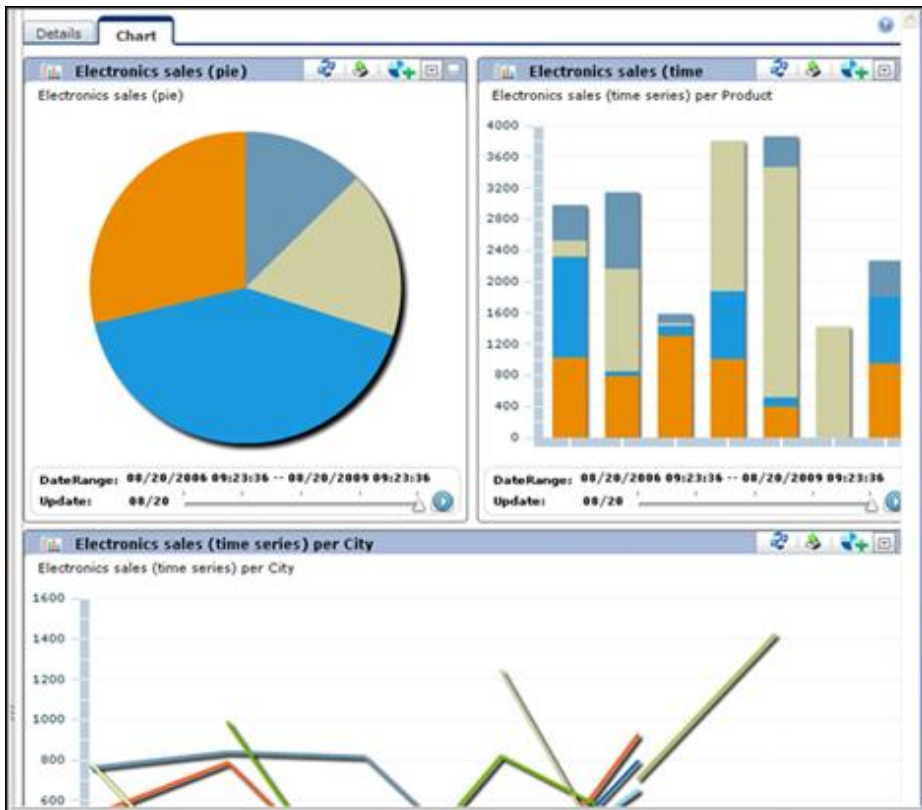 Details
Chart
Electronics sales (pie)
Electronics sales (pie)
DateRange: 08/20/2006 09:23:36 -- 08/20/2009 09:23:36
Update: 08/20
Electronics sales (time
Electronics sales (time series) per Product
4000
3600
3200
2800
2400
2000
1600
1200
800
400
0
DateRange: 08/20/2006 09:23:36 -- 08/20/2009 09:23:36
Update: 08/20
Electronics sales (time series) per City
Electronics sales (time series) per City
1600
1400
1200
1000
800
600